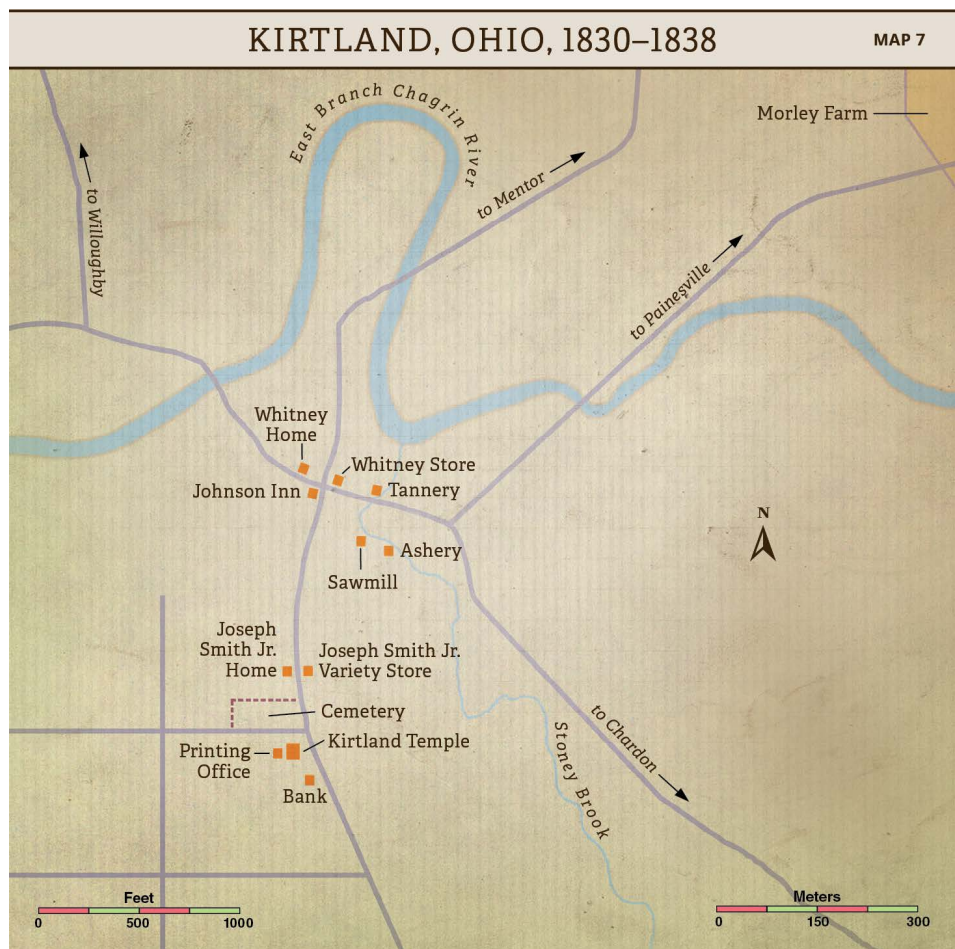 KIRTLAND, OHIO, 1830–1838
MAP 7
East Branch Chagrin River
Morley Farm
to Willoughby
to Mentor
to Painesville
Whitney
Home
Whitney Store
Johnson Inn
Tannery
N
Ashery
Sawmill
Joseph
Smith Jr.
Home
Joseph Smith Jr.
Variety Store
Cemetery
to Chardon
Stoney Brook
Kirtland Temple
Printing
Office
Bank
Feet
0 500 1000
Meters
0 150 300